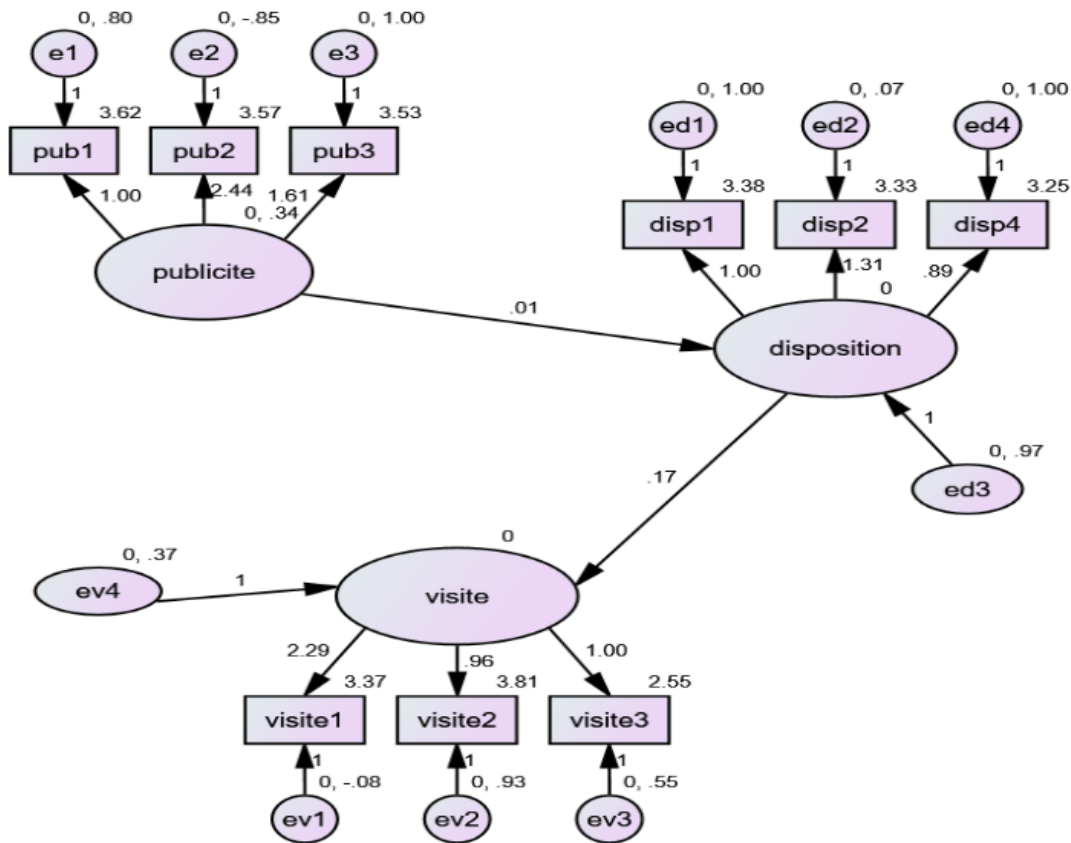 0, .80
0, -.85
0, 1.00
e1
e2
e3
1
1
1
3.62
3.57
3.53
pub1
pub2
pub3
1.00
2.44
1.61
0, .34
publicite
0, 1.00
0, .07
0, 1.00
ed1
ed2
ed4
1
1
1
3.38
3.33
3.25
disp1
disp2
disp4
1.00
1.31
.89
0
disposition
.01
1
0, .97
ed3
.17
0
0, .37
ev4
1
visite
2.29
.96
1.00
3.37
3.81
2.55
visite1
visite2
visite3
1
1
1
0, -.08
0, .93
0, .55
ev1
ev2
ev3